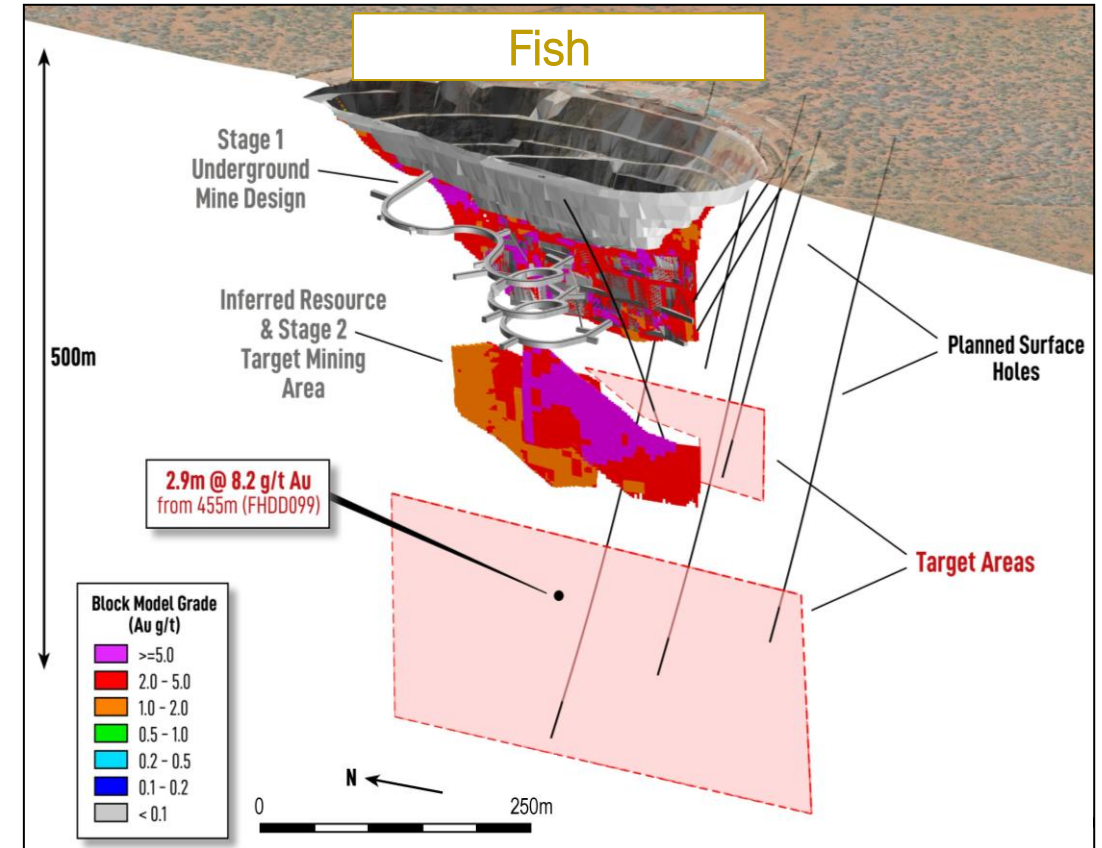 Fish
Stage 1
Underground
Mine Design
Inferred Resource
& Stage 2
Target Mining
Area
500m
Planned Surface
Holes
2.9m @ 8.2 g/t Au
from 455m (FHDD099)
Target Areas
Block Model Grade
(Au g/t)
>=5.0
2.0 - 5.0
1.0 - 2.0
0.5 - 1.0
0.2 - 0.5
0.1 - 0.2
< 0.1
N
0
250m